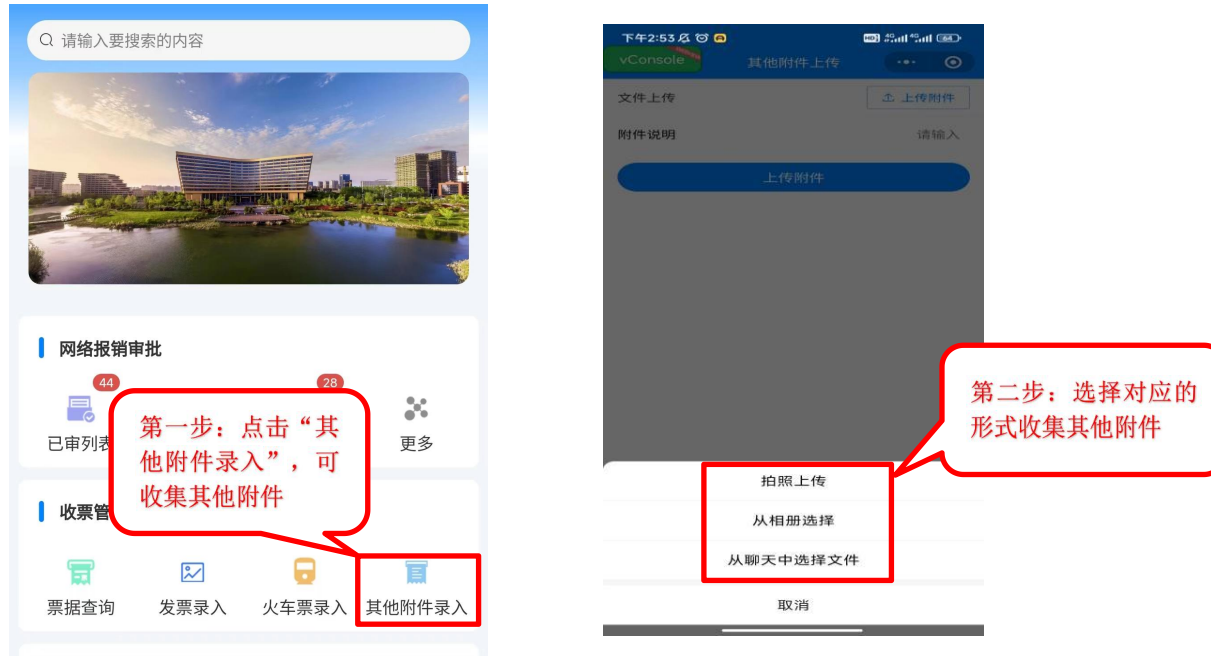 请输入要搜索的内容
网络报销审批
44
28
已审列表
更多
第一步：点击“其
他附件录入”，可
收集其他附件
收票管
票据查询
发票录入
火车票录入
其他附件录入
下午2:53
HD 4G 4G 64
vConsole
其他附件上传
文件上传
上传附件
附件说明
请输入
上传附件
第二步：选择对应的
形式收集其他附件
拍照上传
从相册选择
从聊天中选择文件
取消